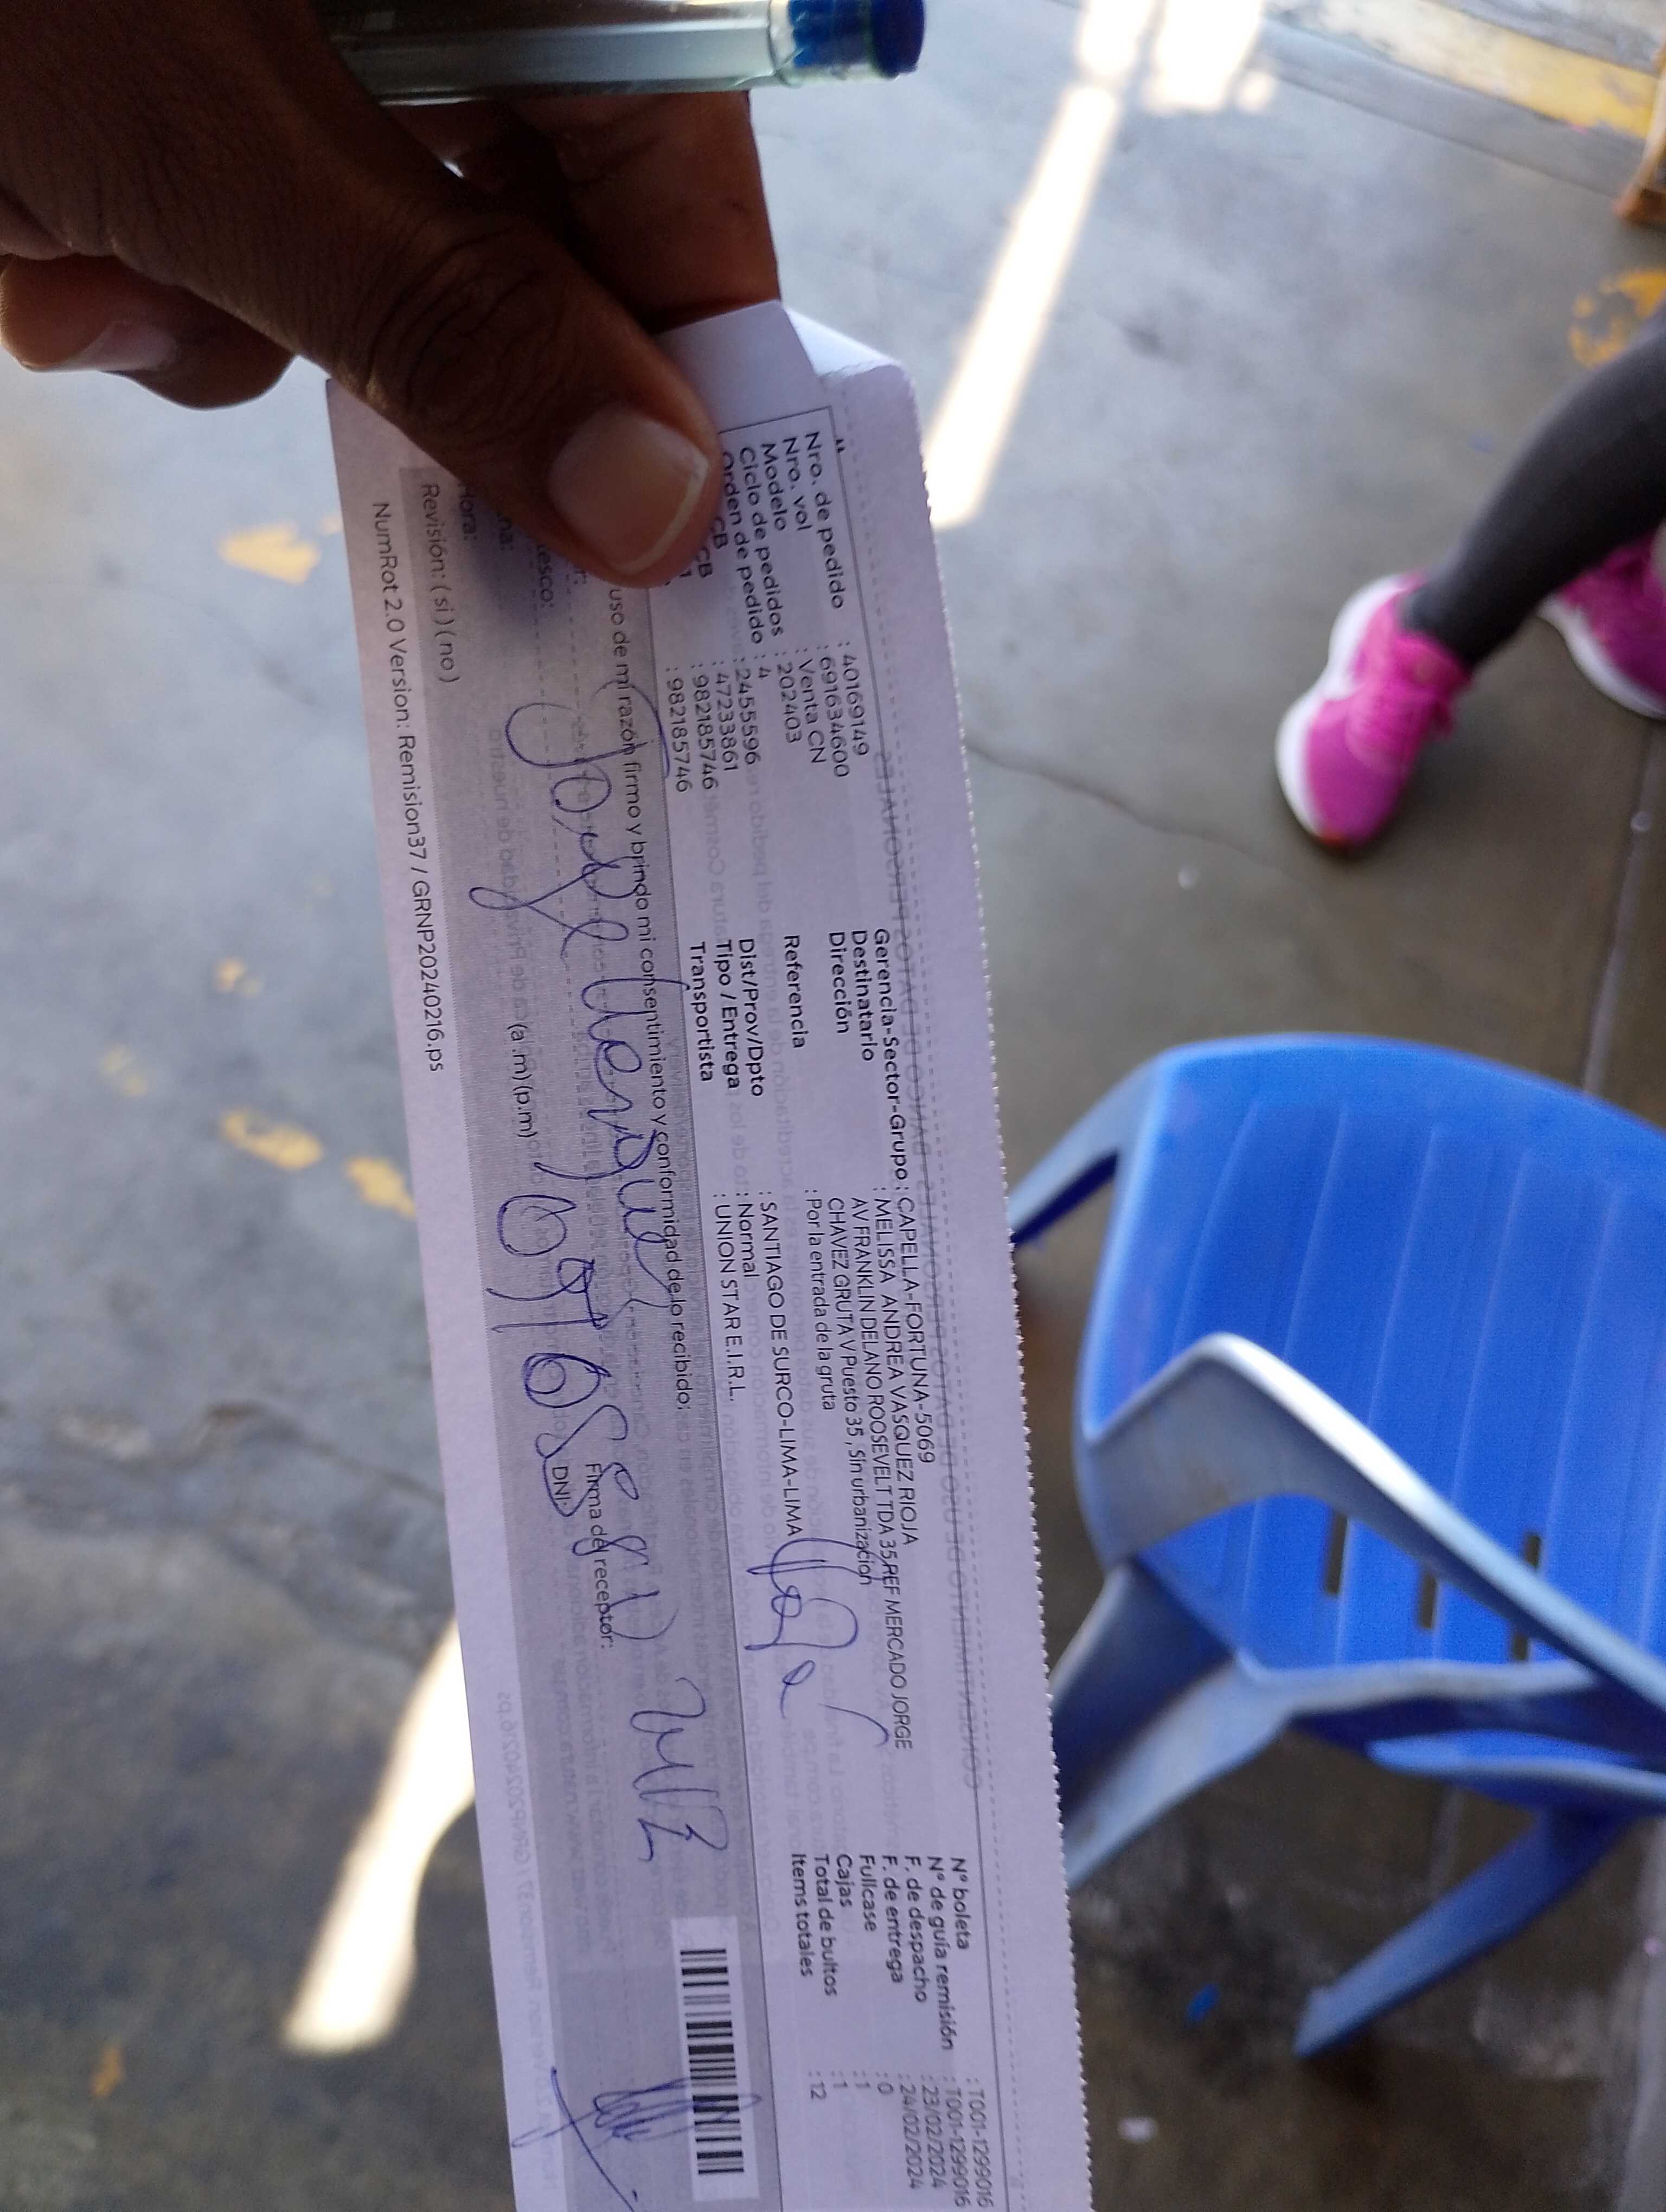 Nro. de pedido : 40169149
Nro. vol : 691634600
Modelo : Venta CN
Ciclo de pedidos : 202403
Orden de pedido : 4
CB : 2455596
CB : 47233861
1 : 982185746
: 982185746
Gerencia-Sector-Grupo : CAPELLA-FORTUNA-5069
Destinatario : MELISSA ANDREA VASQUEZ RIOJA
Dirección AV FRANKLIN DELANO ROOSEVELT TDA 35,REF MERCADO JORGE
CHAVEZ GRUTA V Puesto 35 , Sin urbanizacion
Referencia : Por la entrada de la gruta
Dist/Prov/Dpto : SANTIAGO DE SURCO-LIMA-LIMA
Tipo / Entrega : Normal
Transportista : UNION STAR E.I.R.L.
N° boleta : T001-1299016
N° de guía remisión : T001-1299016
F. de despacho : 23/02/2024
F. de entrega : 24/02/2024
Fullcase : 0
Cajas : 1
Total de bultos : 1
Items totales : 12
uso de mi razón firmo y brindo mi consentimiento y conformidad de lo recibido:
Firma del receptor:
esco: DNI:
Hora: (a .m) (p.m)
Revisión: ( si ) ( no )
NumRot 2.0 Version: Remision37 / GRNP20240216.ps